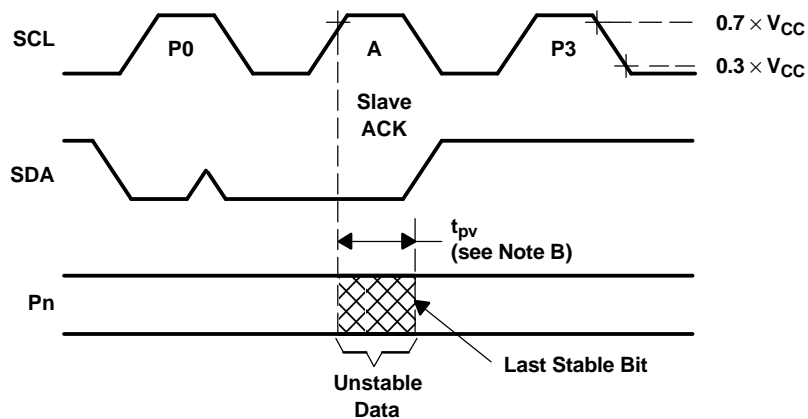 SCL
P0
A
P3
0.7 × VCC
0.3 × VCC
Slave
ACK
SDA
tpv
(see Note B)
Pn
Last Stable Bit
Unstable
Data